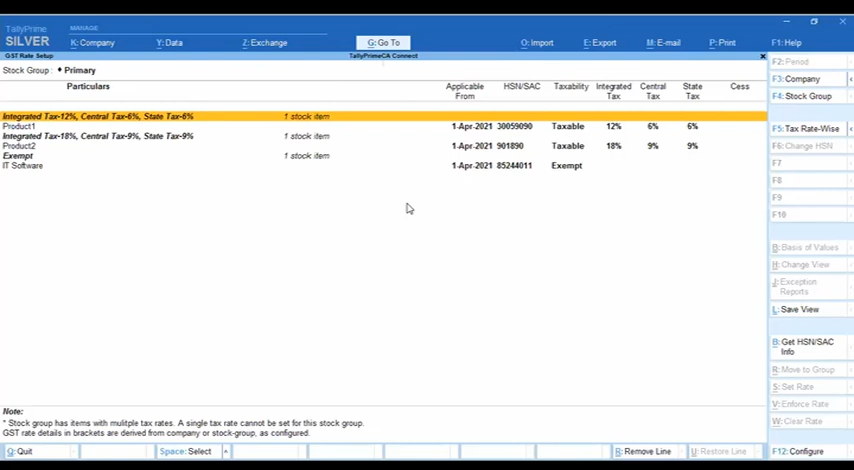 TallyPrime
MANAGE
SILVER
K: Company
Y: Data
Z: Exchange
G: Go To
O: Import
E: Export
M: E-mail
P: Print
F1: Help
GST Rate Setup
TallyPrimeCA Connect
Stock Group : ♦ Primary
Particulars
Applicable From
HSN/SAC
Taxability
Integrated Tax
Central Tax
State Tax
Cess
Integrated Tax-12%, Central Tax-6%, State Tax-6% 1 stock item
Product1 1-Apr-2021 30059090 Taxable 12% 6% 6%
Integrated Tax-18%, Central Tax-9%, State Tax-9% 1 stock item
Product2 1-Apr-2021 901890 Taxable 18% 9% 9%
Exempt 1 stock item
IT Software 1-Apr-2021 85244011 Exempt
Note:
* Stock group has items with mulitple tax rates. A single tax rate cannot be set for this stock group.
GST rate details in brackets are derived from company or stock-group, as configured.
Q: Quit
Space: Select
R: Remove Line
U: Restore Line
F2: Period
F3: Company
F4: Stock Group
F5: Tax Rate-Wise
F6: Change HSN
F7
F8
F9
F10
B: Basis of Values
H: Change View
J: Exception
Reports
L: Save View
B: Get HSN/SAC
Info
R: Move to Group
S: Set Rate
V: Enforce Rate
W: Clear Rate
F12: Configure